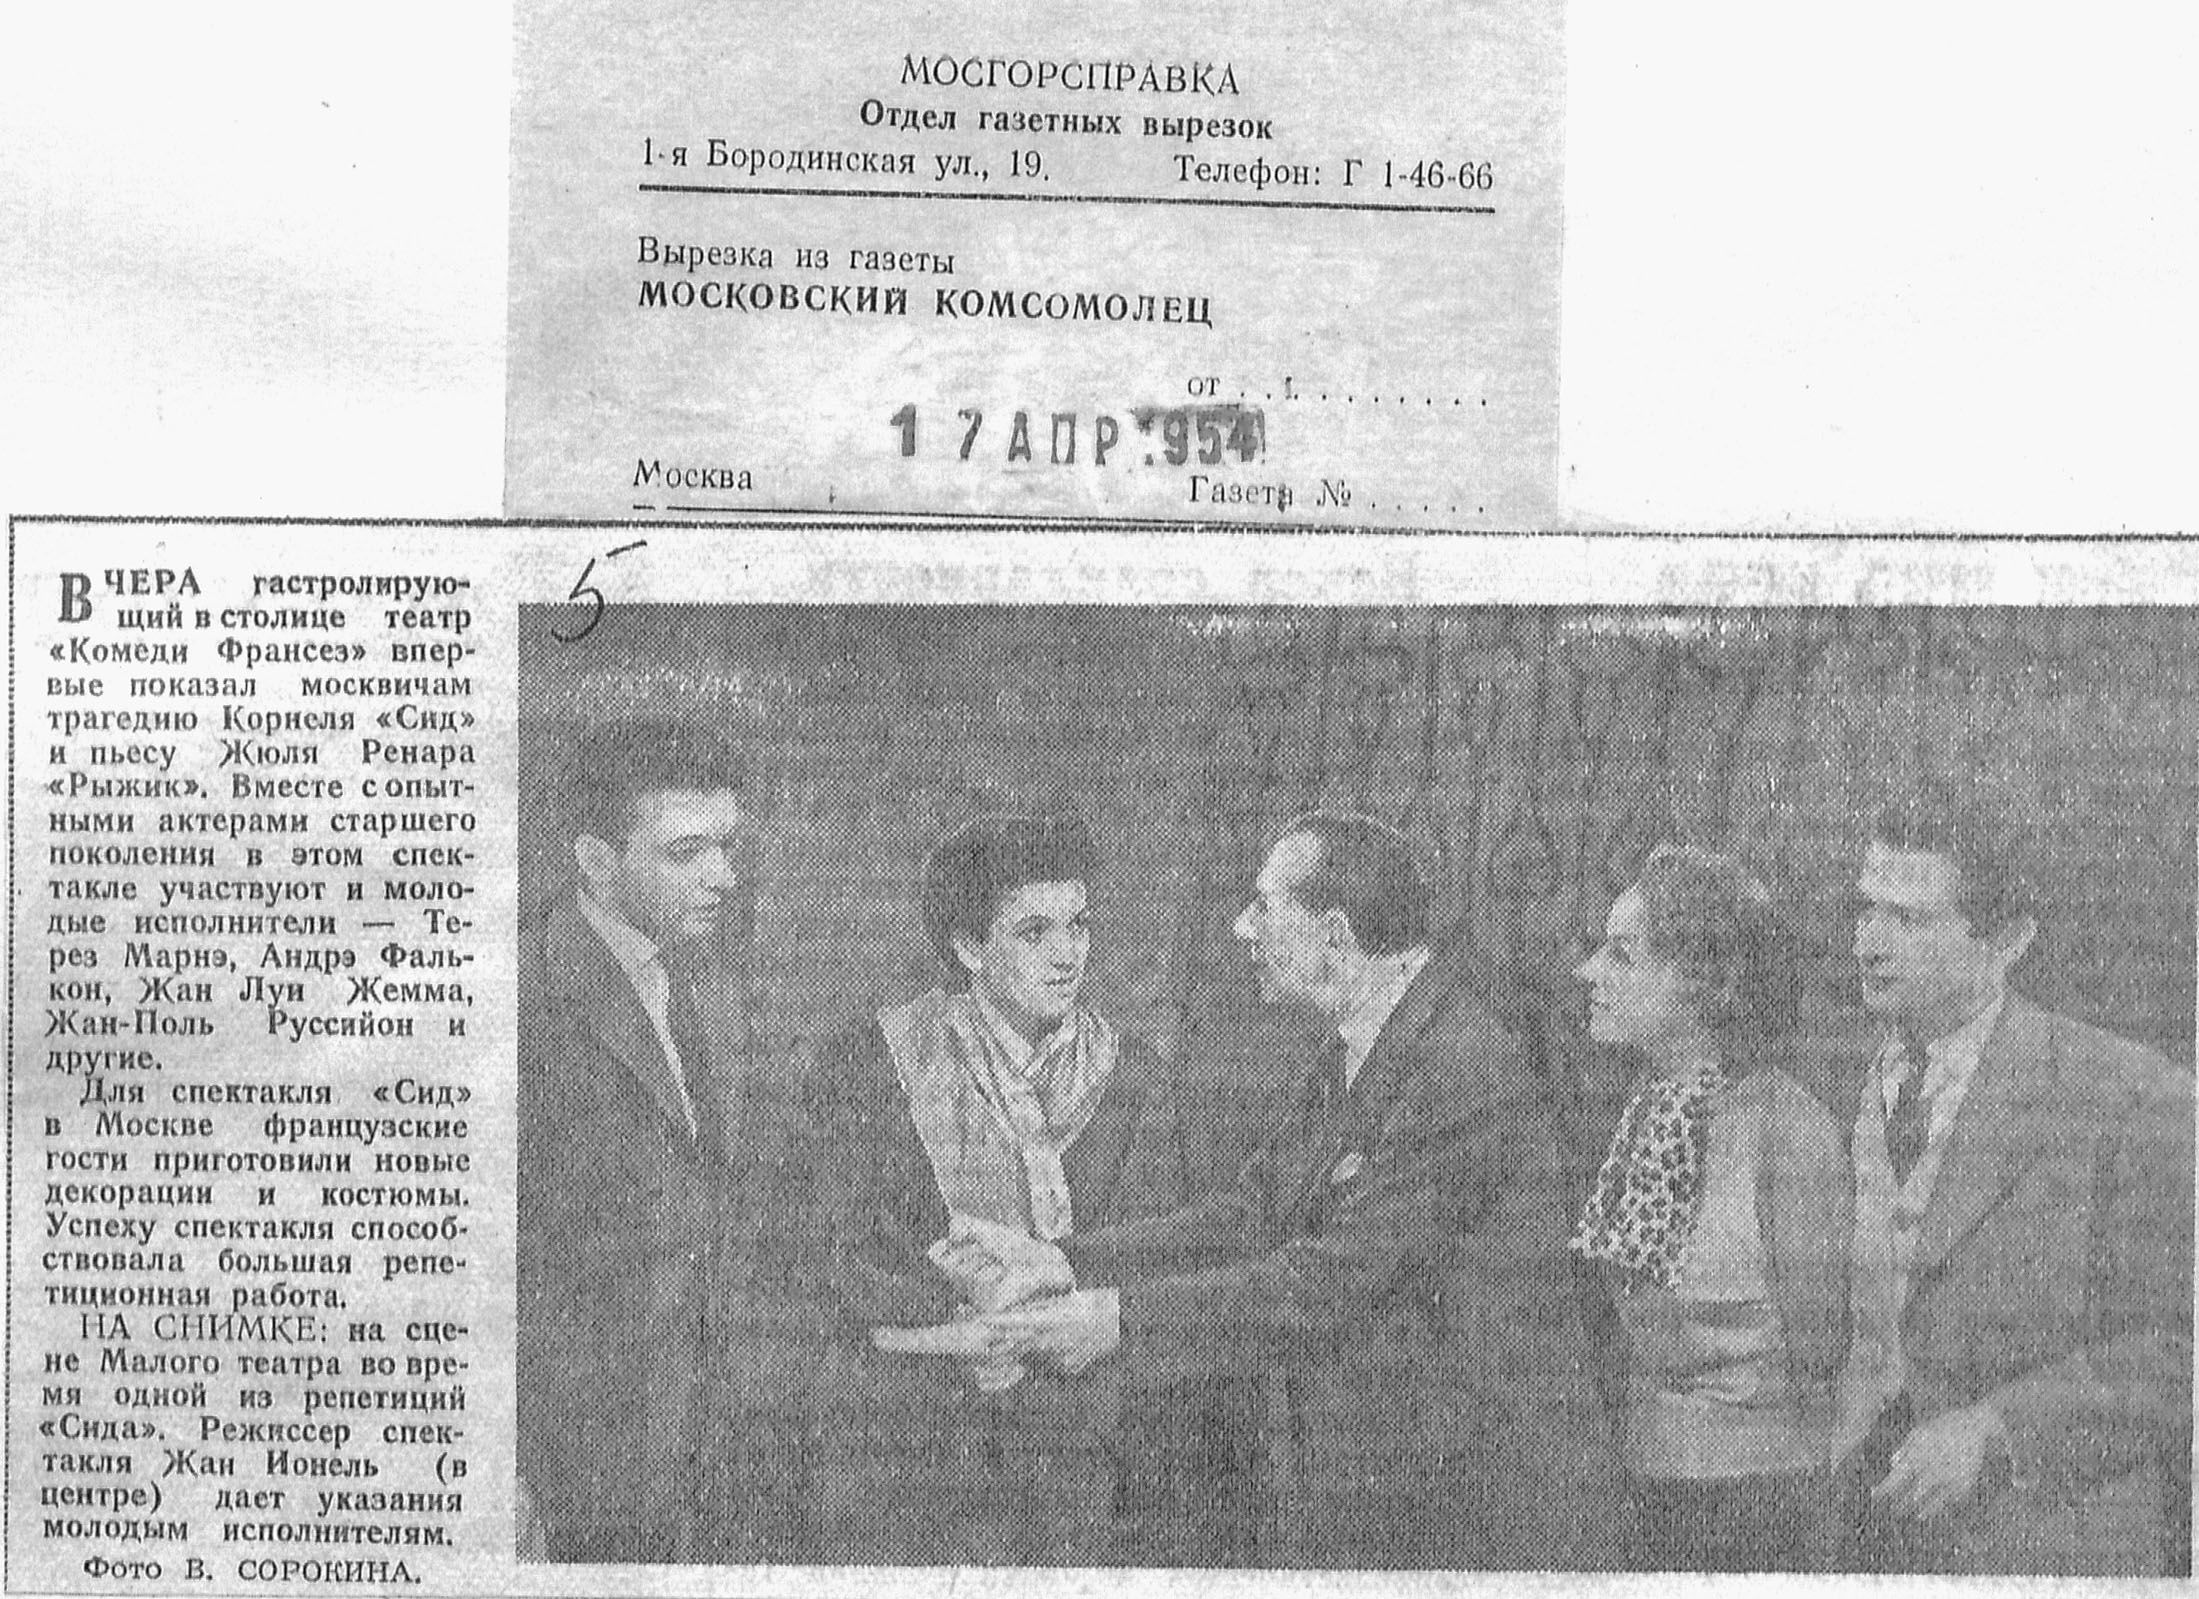 МОСГОРСПРАВКА
Отдел газетных вырезок
1-я Бородинская ул., 19. Телефон: Г 1-46-66
Вырезка из газеты
МОСКОВСКИЙ КОМСОМОЛЕ�ц
от . . . . . . . . . .
17 АПР .954
Москва Газета № . . . . .
5
ВЧЕРА гастролирую-
щий в столице театр
«Комеди Франсез» впер-
вые показал москвичам
трагедию Корнеля «Сид»
и пьесу Жюля Ренара
«Рыжик». Вместе с опыт-
ными актерами старшего
поколения в этом спек-
такле участвуют и моло-
дые исполнители — Те-
рез Марнэ, Андрэ Фаль-
кон, Жан Луи Жемма,
Жан-Поль Руссийон и
другие.
Для спектакля «Сид»
в Москве французские
гости приготовили новые
декорации и костюмы.
Успеху спектакля способ-
ствовала большая репе-
тиционная работа.
НА СНИМКЕ: на сце-
не Малого театра во вре-
мя одной из репетиций
«Сида». Режиссер спек-
такля Жан Ионель (в
центре) дает указания
молодым исполнителям.
Фото В. СОРОКИНА.